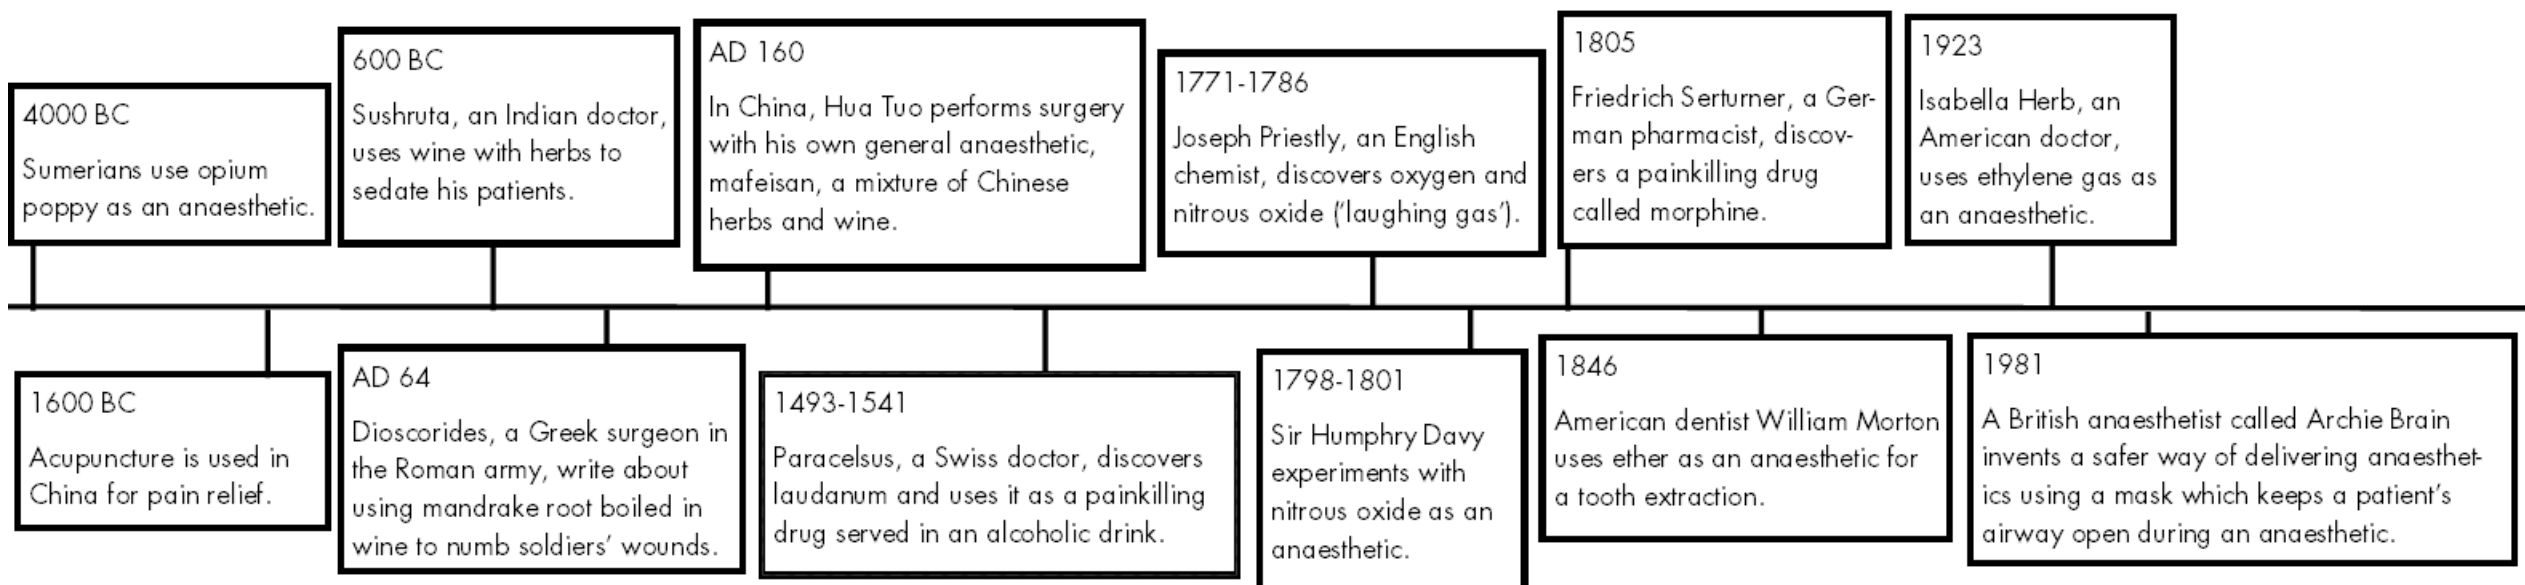 4000 BC
Sumerians use opium
poppy as an anaesthetic.
600 BC
Sushruta, an Indian doctor,
uses wine with herbs to
sedate his patients.
AD 160
In China, Hua Tuo performs surgery
with his own general anaesthetic,
mafeisan, a mixture of Chinese
herbs and wine.
1771-1786
Joseph Priestly, an English
chemist, discovers oxygen and
nitrous oxide (‘laughing gas’).
1805
Friedrich Serturner, a Ger-
man pharmacist, discov-
ers a painkilling drug
called morphine.
1923
Isabella Herb, an
American doctor,
uses ethylene gas as
an anaesthetic.
1600 BC
Acupuncture is used in
China for pain relief.
AD 64
Dioscorides, a Greek surgeon in
the Roman army, write about
using mandrake root boiled in
wine to numb soldiers’ wounds.
1493-1541
Paracelsus, a Swiss doctor, discovers
laudanum and uses it as a painkilling
drug served in an alcoholic drink.
1798-1801
Sir Humphry Davy
experiments with
nitrous oxide as an
anaesthetic.
1846
American dentist William Morton
uses ether as an anaesthetic for
a tooth extraction.
1981
A British anaesthetist called Archie Brain
invents a safer way of delivering anaesthet-
ics using a mask which keeps a patient’s
airway open during an anaesthetic.